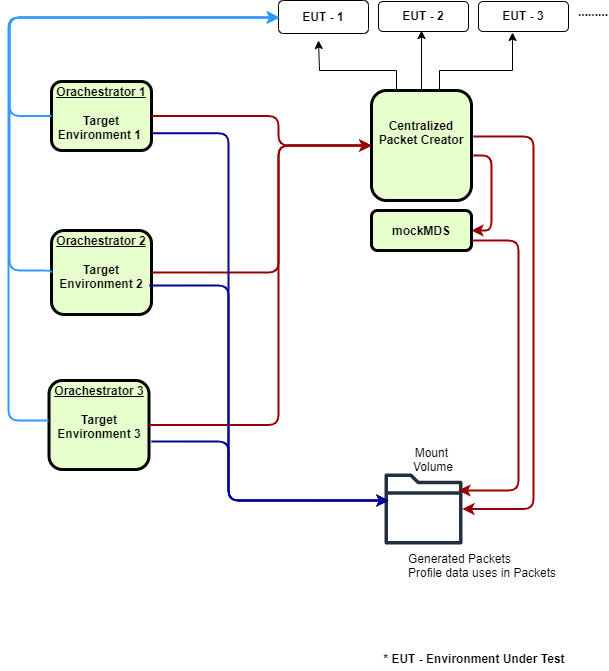 EUT - 1
EUT - 2
EUT - 3
Orachestrator 1
Target
Environment 1
Centralized
Packet Creator
mockMDS
Orachestrator 2
Target
Environment 2
Orachestrator 3
Target
Environment 3
Mount
Volume
Generated Packets
Profile data uses in Packets
* EUT - Environment Under Test